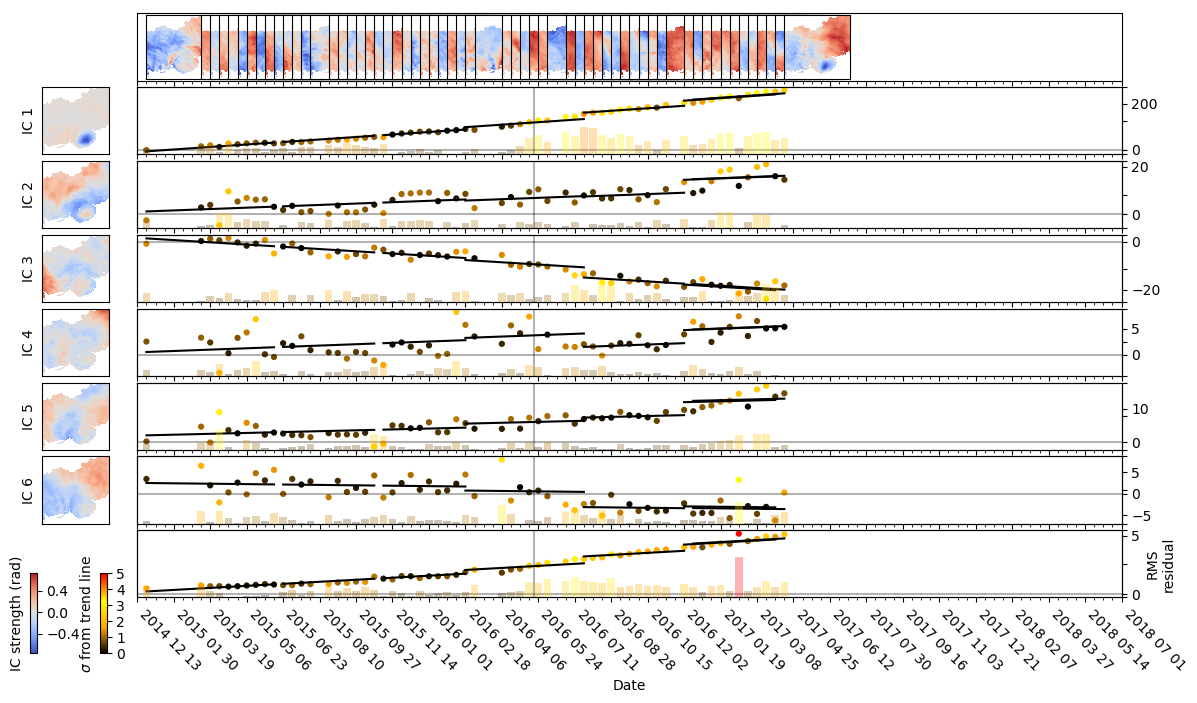 IC 1
200
0
IC 2
20
0
IC 3
0
−20
IC 4
5
0
IC 5
10
0
IC 6
5
0
−5
5
0
RMS
residual
IC strength (rad)
0.4
0.0
−0.4
σ from trend line
5
4
3
2
1
0
2014 12 13
2015 01 30
2015 03 19
2015 05 06
2015 06 23
2015 08 10
2015 09 27
2015 11 14
2016 01 01
2016 02 18
2016 04 06
2016 05 24
2016 07 11
2016 08 28
2016 10 15
2016 12 02
2017 01 19
2017 03 08
2017 04 25
2017 06 12
2017 07 30
2017 09 16
2017 11 03
2017 12 21
2018 02 07
2018 03 27
2018 05 14
2018 07 01
Date